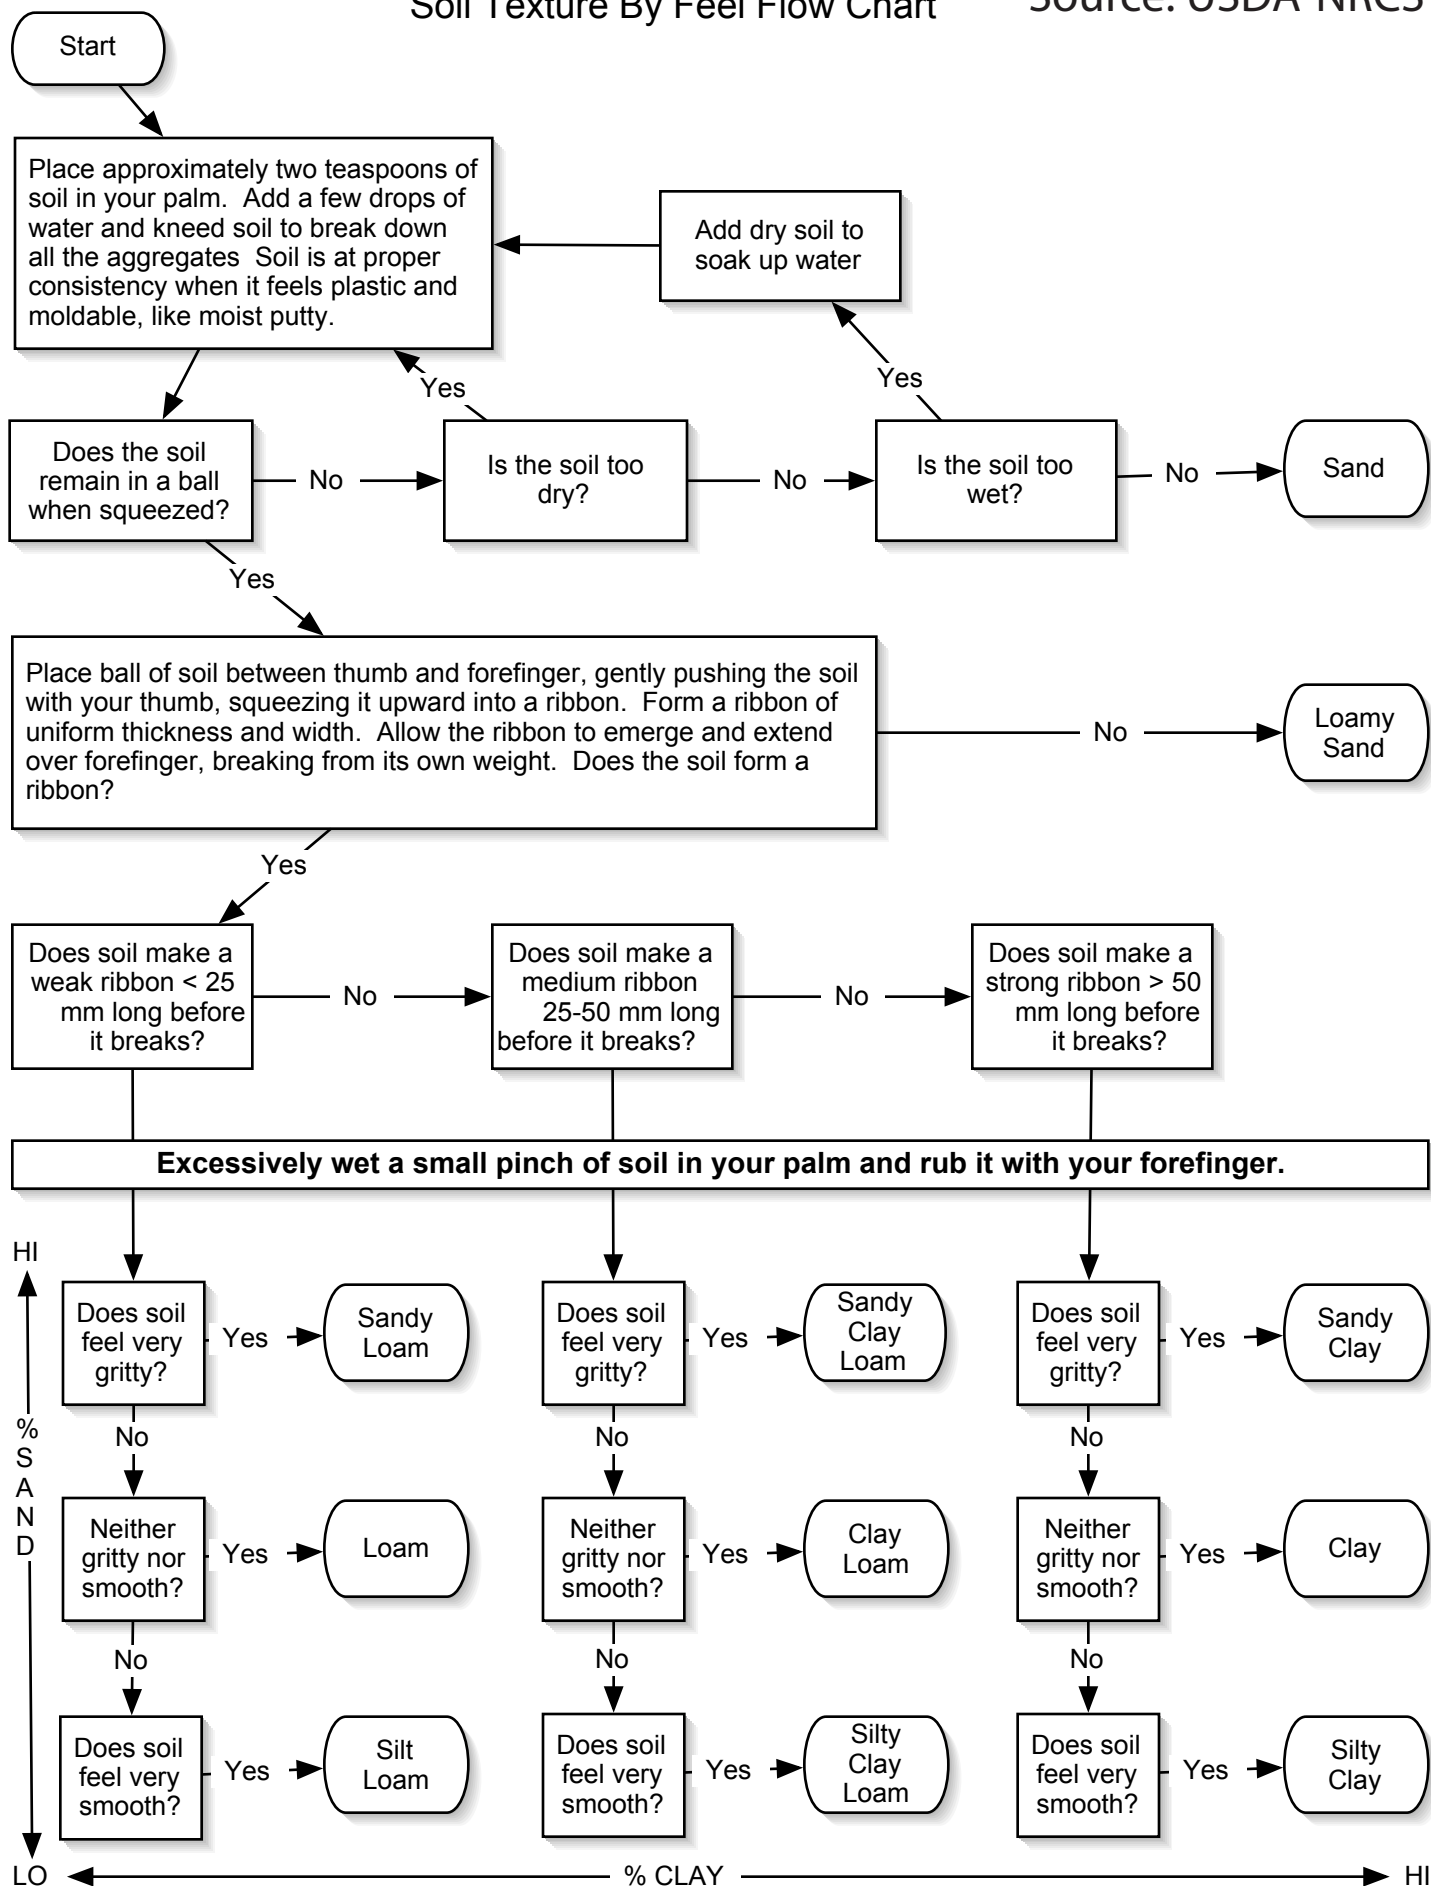 Soil Texture By Feel Flow Chart
Source: USDA-NRCS
Start
Place approximately two teaspoons of
soil in your palm. Add a few drops of
water and kneed soil to break down
all the aggregates Soil is at proper
consistency when it feels plastic and
moldable, like moist putty.
Add dry soil to
soak up water
Yes
Yes
Does the soil
remain in a ball
when squeezed?
No
Is the soil too
dry?
No
Is the soil too
wet?
No
Sand
Yes
Place ball of soil between thumb and forefinger, gently pushing the soil
with your thumb, squeezing it upward into a ribbon. Form a ribbon of
uniform thickness and width. Allow the ribbon to emerge and extend
over forefinger, breaking from its own weight. Does the soil form a
ribbon?
No
Loamy
Sand
Yes
Does soil make a
weak ribbon < 25
mm long before
it breaks?
No
Does soil make a
medium ribbon
25-50 mm long
before it breaks?
No
Does soil make a
strong ribbon > 50
mm long before
it breaks?
Excessively wet a small pinch of soil in your palm and rub it with your forefinger.
HI
% SAND
Does soil
feel very
gritty?
Yes
Sandy
Loam
Does soil
feel very
gritty?
Yes
Sandy
Clay
Loam
Does soil
feel very
gritty?
Yes
Sandy
Clay
No
No
No
Neither
gritty nor
smooth?
Yes
Loam
Neither
gritty nor
smooth?
Yes
Clay
Loam
Neither
gritty nor
smooth?
Yes
Clay
No
No
No
Does soil
feel very
smooth?
Yes
Silt
Loam
Does soil
feel very
smooth?
Yes
Silty
Clay
Loam
Does soil
feel very
smooth?
Yes
Silty
Clay
LO
% CLAY
HI